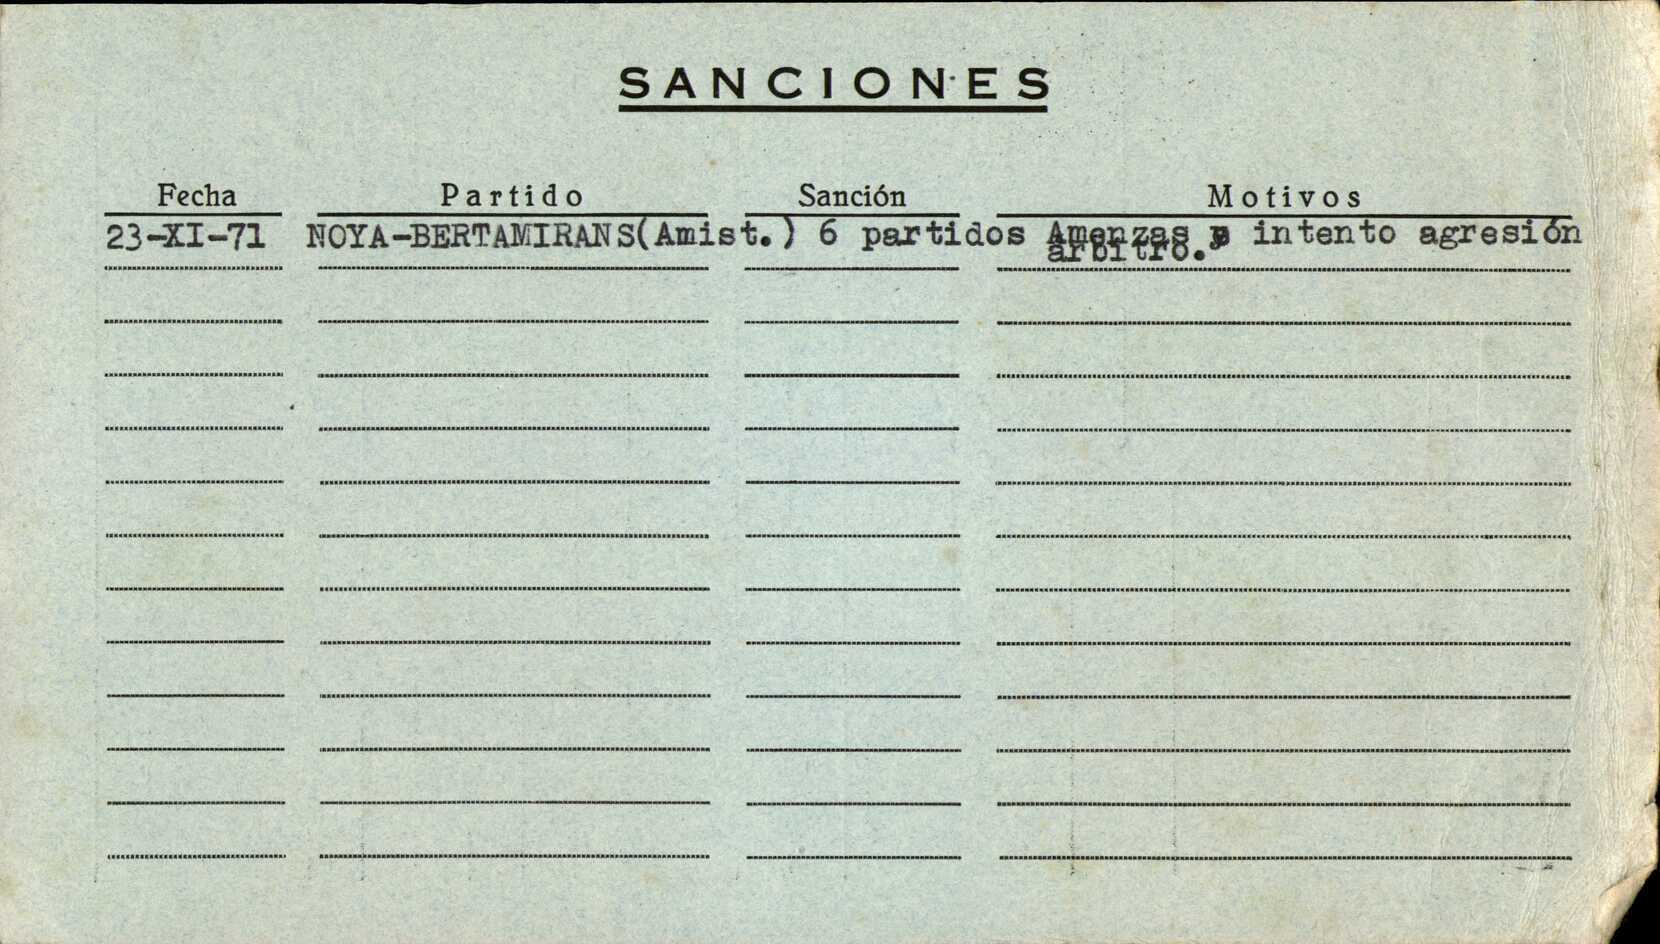 SANCIONES
Fecha Partido Sanción Motivos
23-XI-71 NOYA-BERTAMIRANS(Amist.) 6 partidos Amenzas y intento agresión
arbitro.